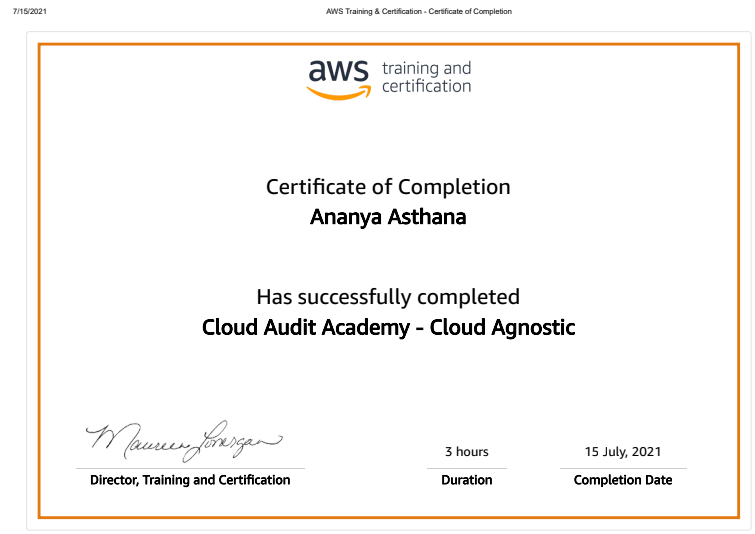 7/15/2021
AWS Training & Certification - Certificate of Completion
aws training and
certification
Certificate of Completion
Ananya Asthana
Has successfully completed
Cloud Audit Academy - Cloud Agnostic
Maureen Lonergan
3 hours
15 July, 2021
Director, Training and Certification
Duration
Completion Date